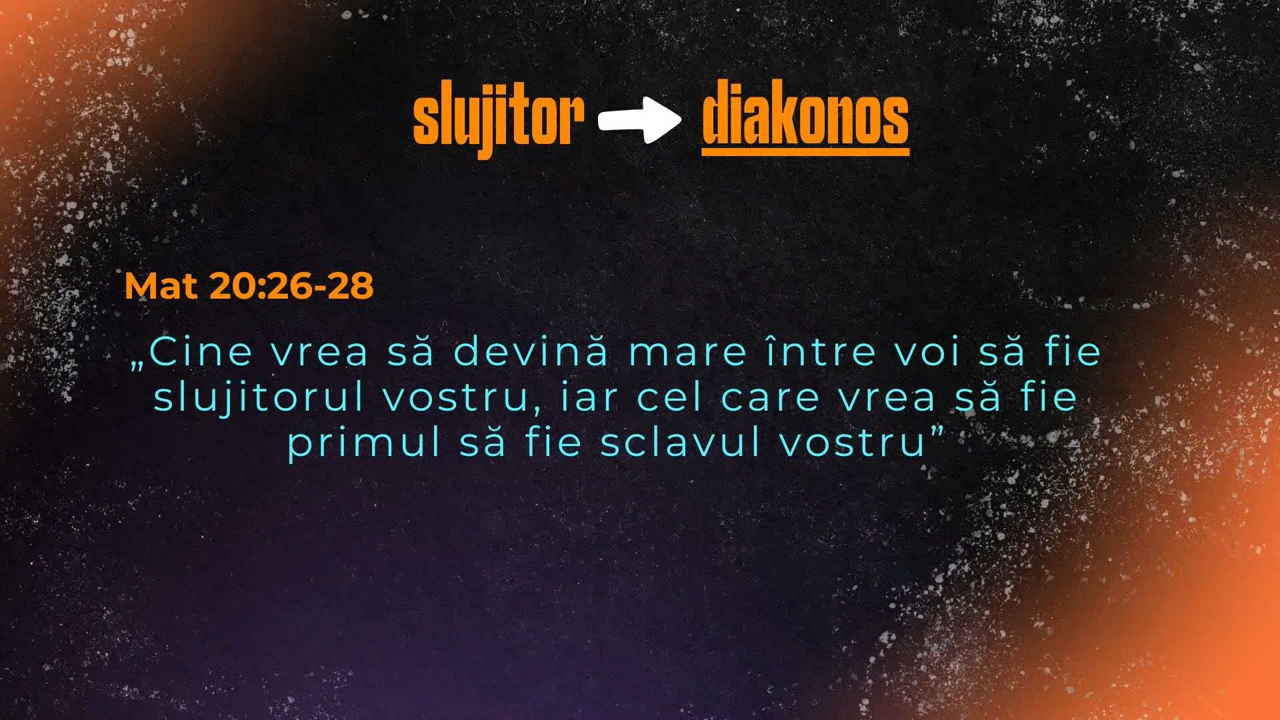 slujitor ➡ diakonos
Mat 20:26-28
„Cine vrea să devină mare între voi să fie
slujitorul vostru, iar cel care vrea să fie
primul să fie sclavul vostru”